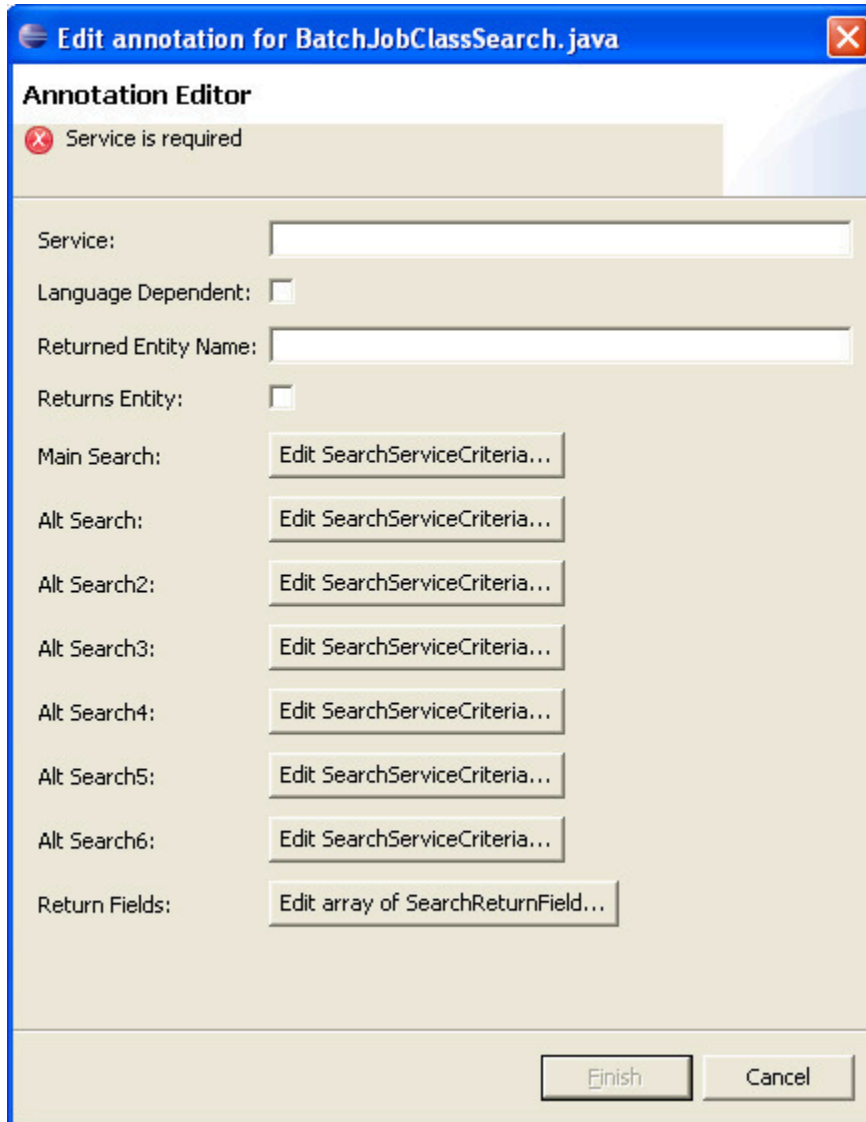 Edit annotation for BatchJobClassSearch.java
Annotation Editor
Service is required
Service:
Language Dependent:
Returned Entity Name:
Returns Entity:
Main Search: Edit SearchServiceCriteria...
Alt Search: Edit SearchServiceCriteria...
Alt Search2: Edit SearchServiceCriteria...
Alt Search3: Edit SearchServiceCriteria...
Alt Search4: Edit SearchServiceCriteria...
Alt Search5: Edit SearchServiceCriteria...
Alt Search6: Edit SearchServiceCriteria...
Return Fields: Edit array of SearchReturnField...
Finish Cancel